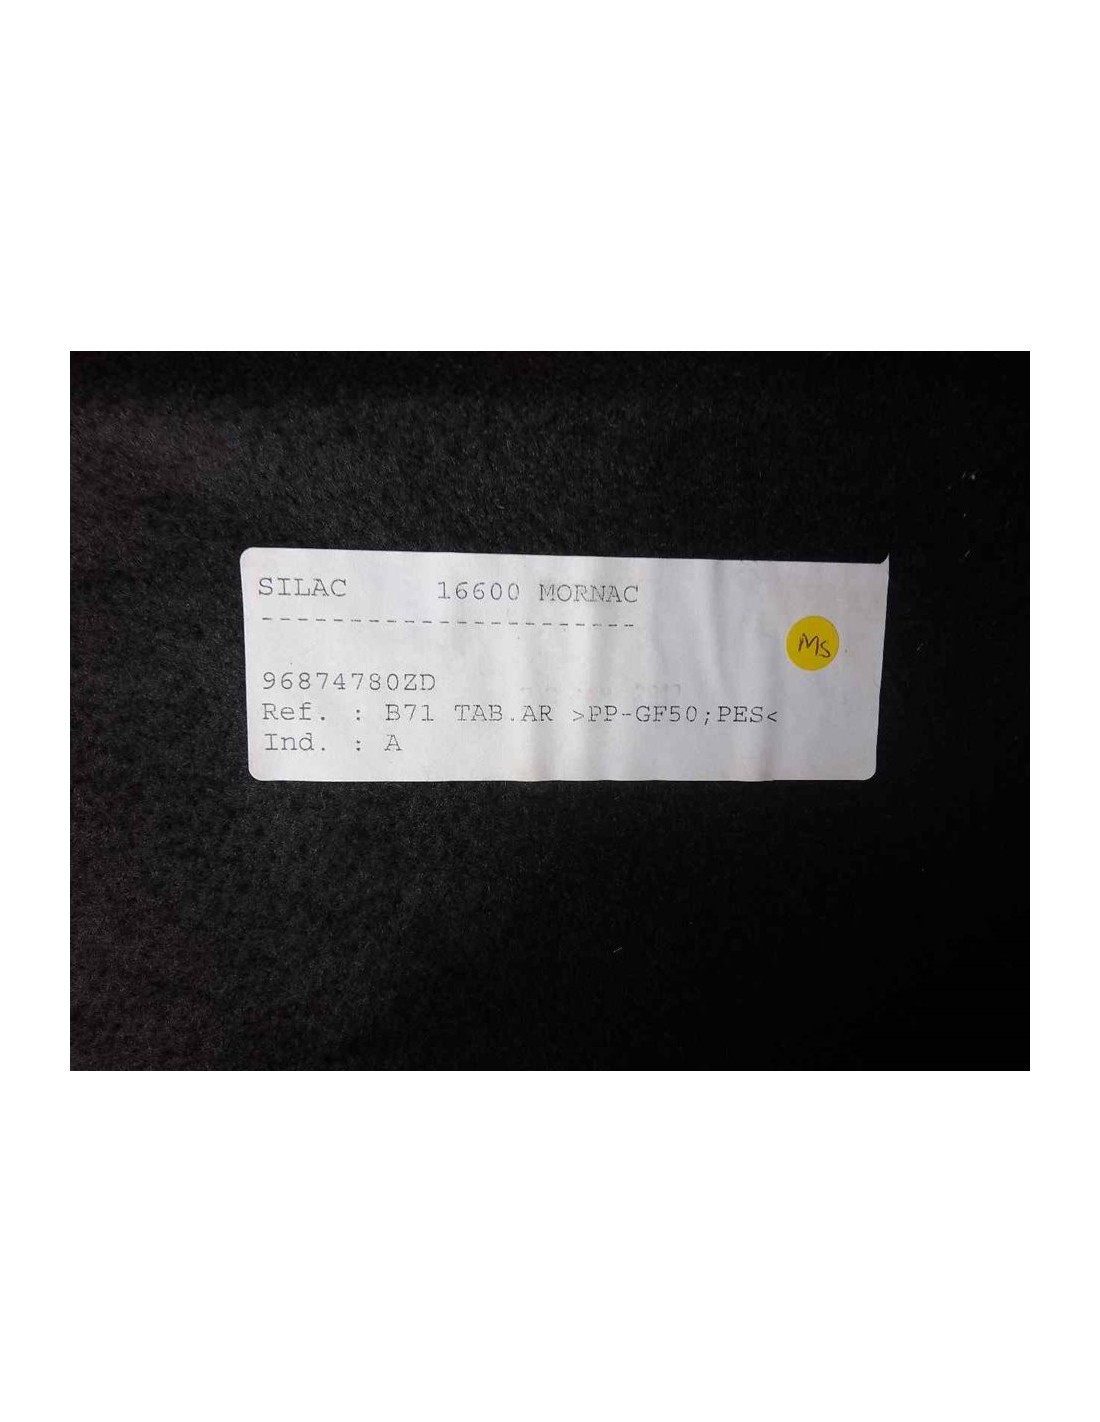 SILAC 16600 MORNAC
----------------------
MS
96874780ZD
Ref. : B71 TAB.AR >PP-GF50;PES<
Ind. : A